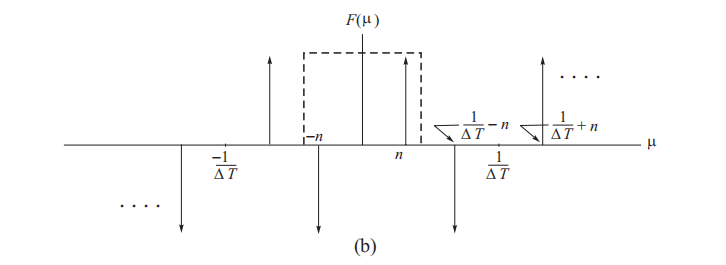 F(μ)
. . . .
1/ΔT − n
1/ΔT + n
−n
n
μ
−1/ΔT
1/ΔT
. . . .
(b)